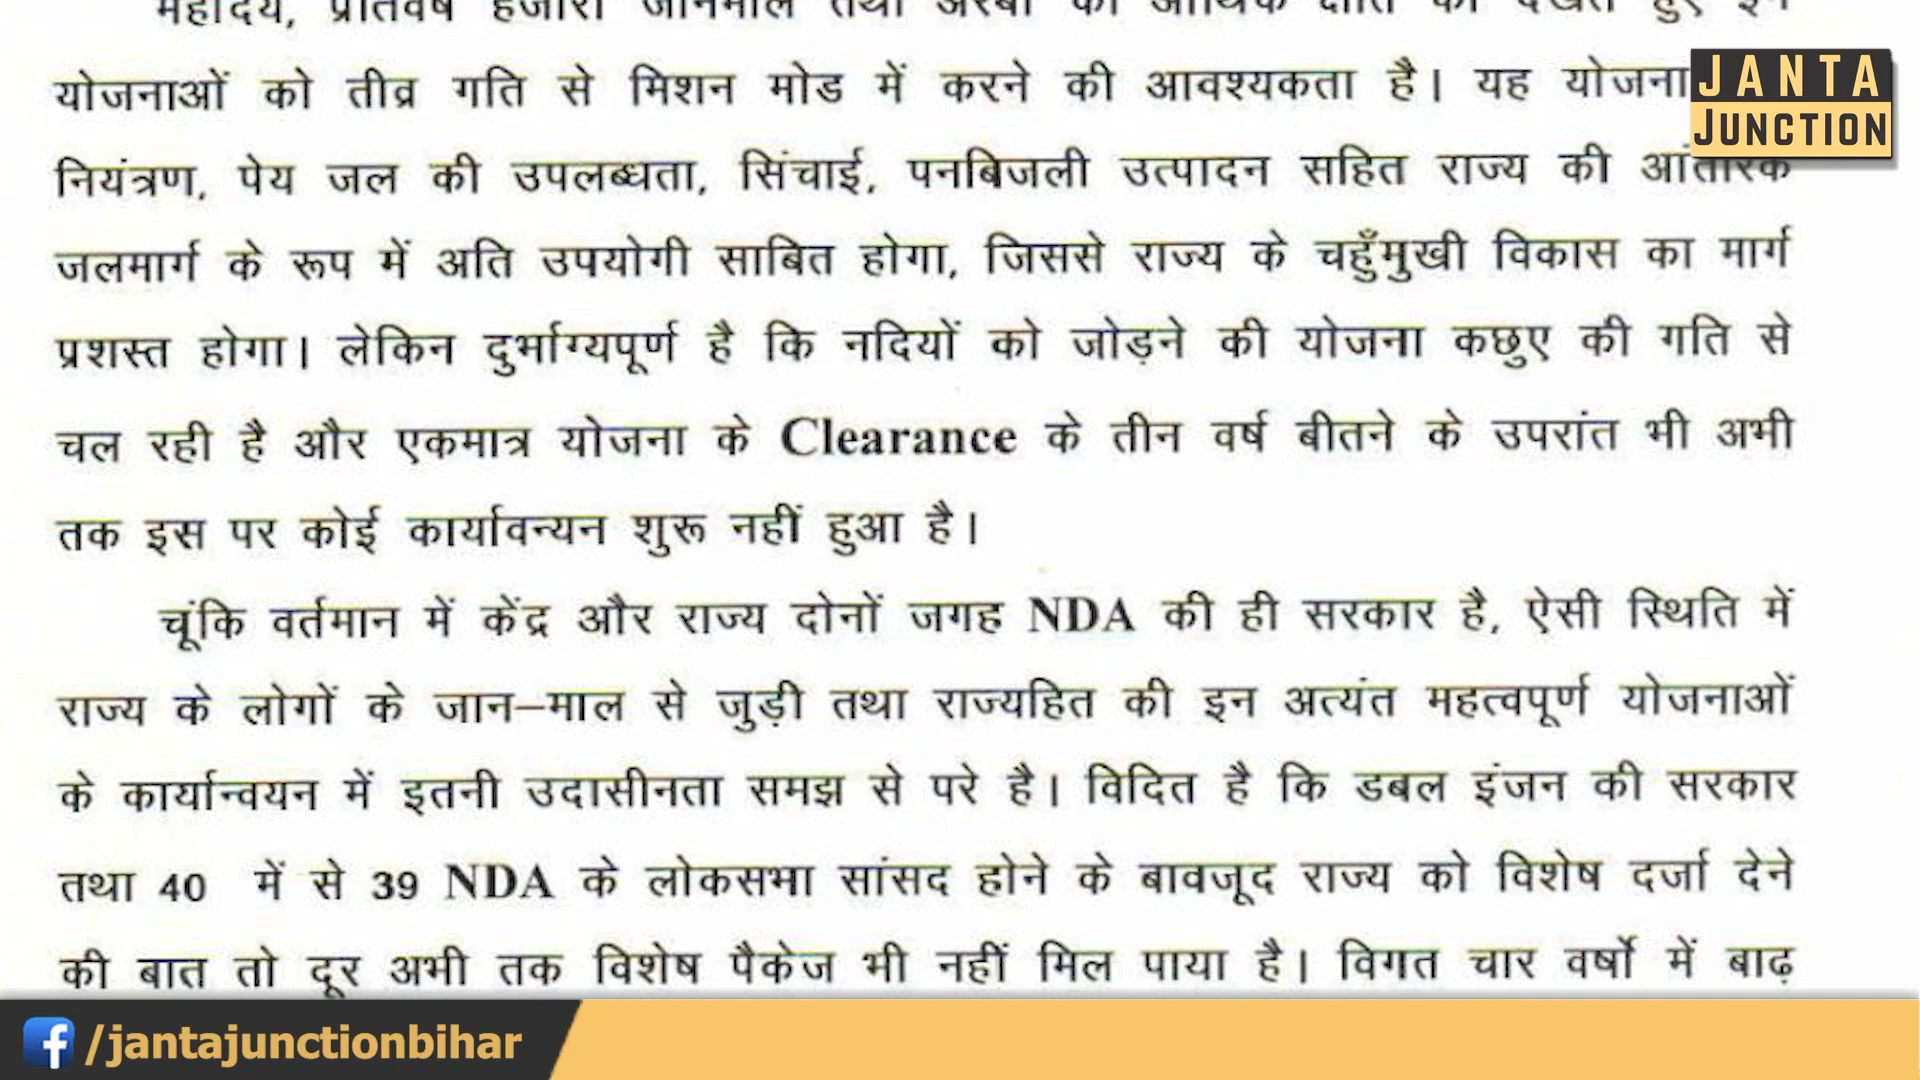 महोदय, प्रतिवर्ष हजारों जानमाल तथा अरबों की आर्थिक क्षति को देखते हुए इन
योजनाओं को तीव्र गति से मिशन मोड में करने की आवश्यकता है। यह योजना
नियंत्रण, पेय जल की उपलब्धता, सिंचाई, पनबिजली उत्पादन सहित राज्य की आंतरिक
जलमार्ग के रूप में अति उपयोगी साबित होगा, जिससे राज्य के चहुँमुखी विकास का मार्ग
प्रशस्त होगा। लेकिन दुर्भाग्यपूर्ण है कि नदियों को जोड़ने की योजना कछुए की गति से
चल रही है और एकमात्र योजना के Clearance के तीन वर्ष बीतने के उपरांत भी अभी
तक इस पर कोई कार्यावन्यन शुरू नहीं हुआ है।
चूंकि वर्तमान में केंद्र और राज्य दोनों जगह NDA की ही सरकार है, ऐसी स्थिति में
राज्य के लोगों के जान–माल से जुड़ी तथा राज्यहित की इन अत्यंत महत्वपूर्ण योजनाओं
के कार्यान्वयन में इतनी उदासीनता समझ से परे है। विदित है कि डबल इंजन की सरकार
तथा 40 में से 39 NDA के लोकसभा सांसद होने के बावजूद राज्य को विशेष दर्जा देने
की बात तो दूर अभी तक विशेष पैकेज भी नहीं मिल पाया है। विगत चार वर्षों में बाढ़
JANTA
JUNCTION
/jantajunctionbihar